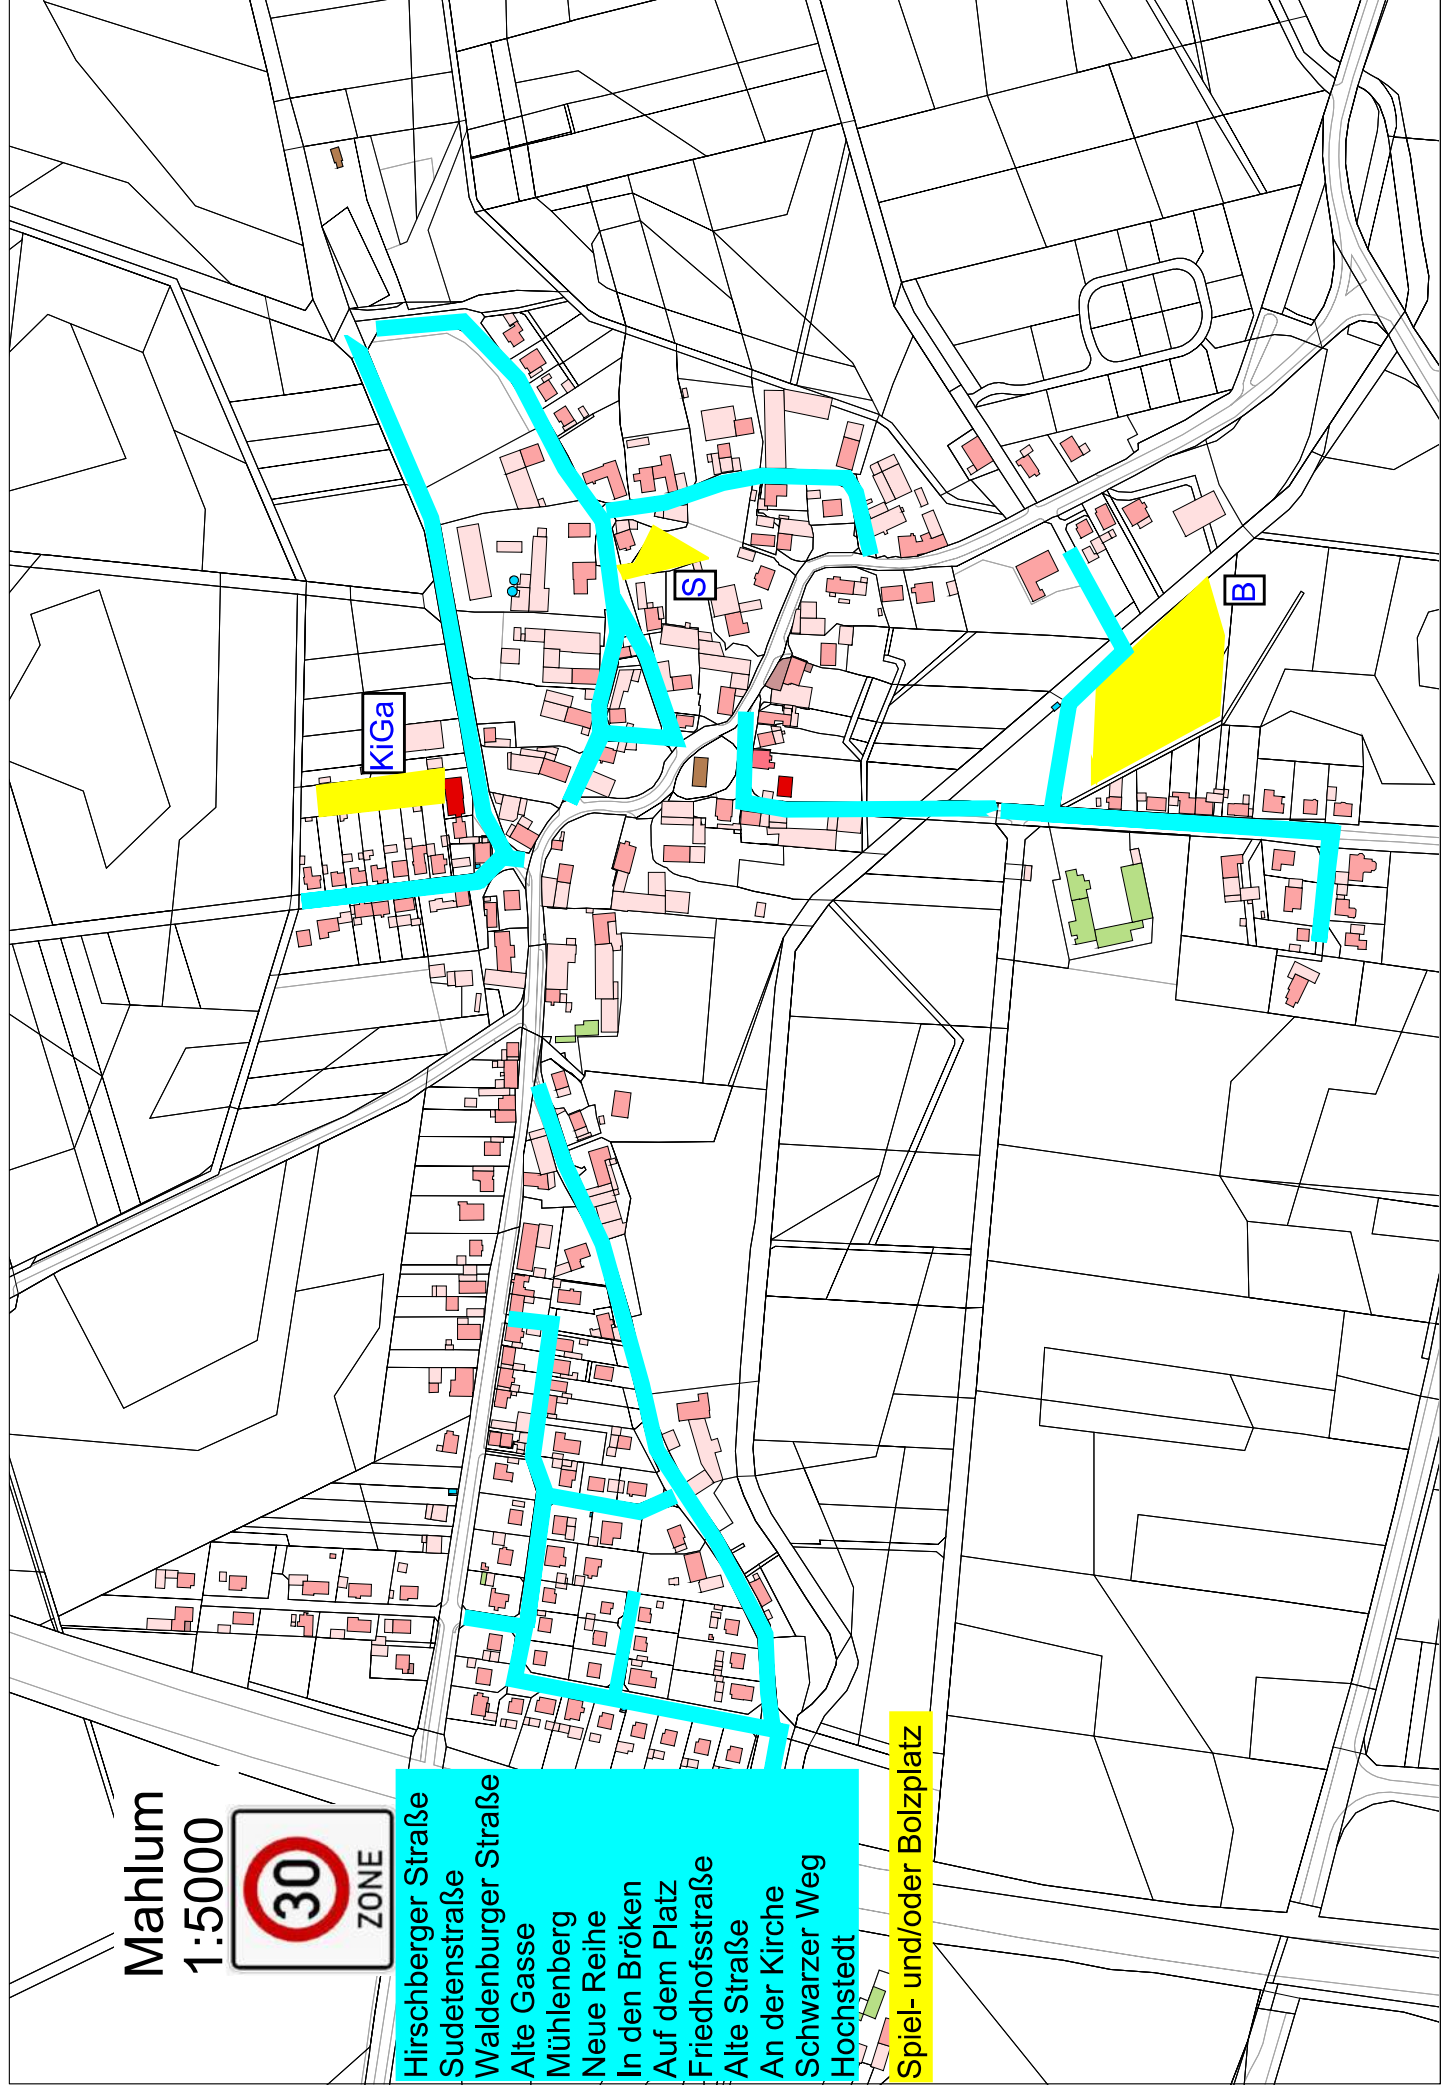 Mahlum
1:5000
30
ZONE
Hirschberger Straße
Sudetenstraße
Waldenburger Straße
Alte Gasse
Mühlenberg
Neue Reihe
In den Bröken
Auf dem Platz
Friedhofsstraße
Alte Straße
An der Kirche
Schwarzer Weg
Hochstedt
Spiel- und/oder Bolzplatz
KiGa
S
B